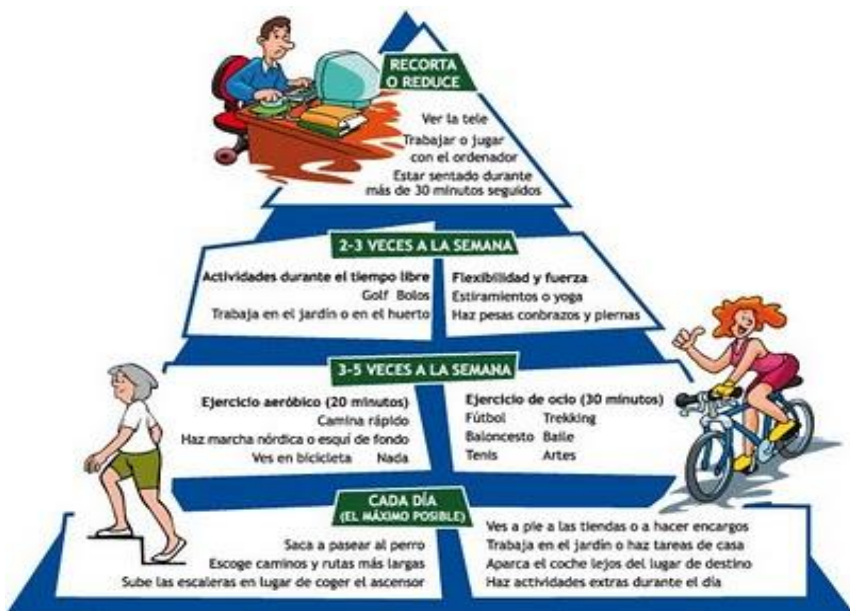 RECORTA
O REDUCE
Ver la tele
Trabajar o jugar
con el ordenador
Estar sentado durante
más de 30 minutos seguidos
2-3 VECES A LA SEMANA
Actividades durante el tiempo libre
Golf Bolos
Trabaja en el jardín o en el huerto
Flexibilidad y fuerza
Estiramientos o yoga
Haz pesas conbrazos y piernas
3-5 VECES A LA SEMANA
Ejercicio aeróbico (20 minutos)
Camina rápido
Haz marcha nórdica o esquí de fondo
Ves en bicicleta Nada
Ejercicio de ocio (30 minutos)
Fútbol Trekking
Baloncesto Baile
Tenis Artes
CADA DÍA
(EL MÁXIMO POSIBLE)
Saca a pasear al perro
Escoge caminos y rutas más largas
Sube las escaleras en lugar de coger el ascensor
Ves a pie a las tiendas o a hacer encargos
Trabaja en el jardín o haz tareas de casa
Aparca el coche lejos del lugar de destino
Haz actividades extras durante el día